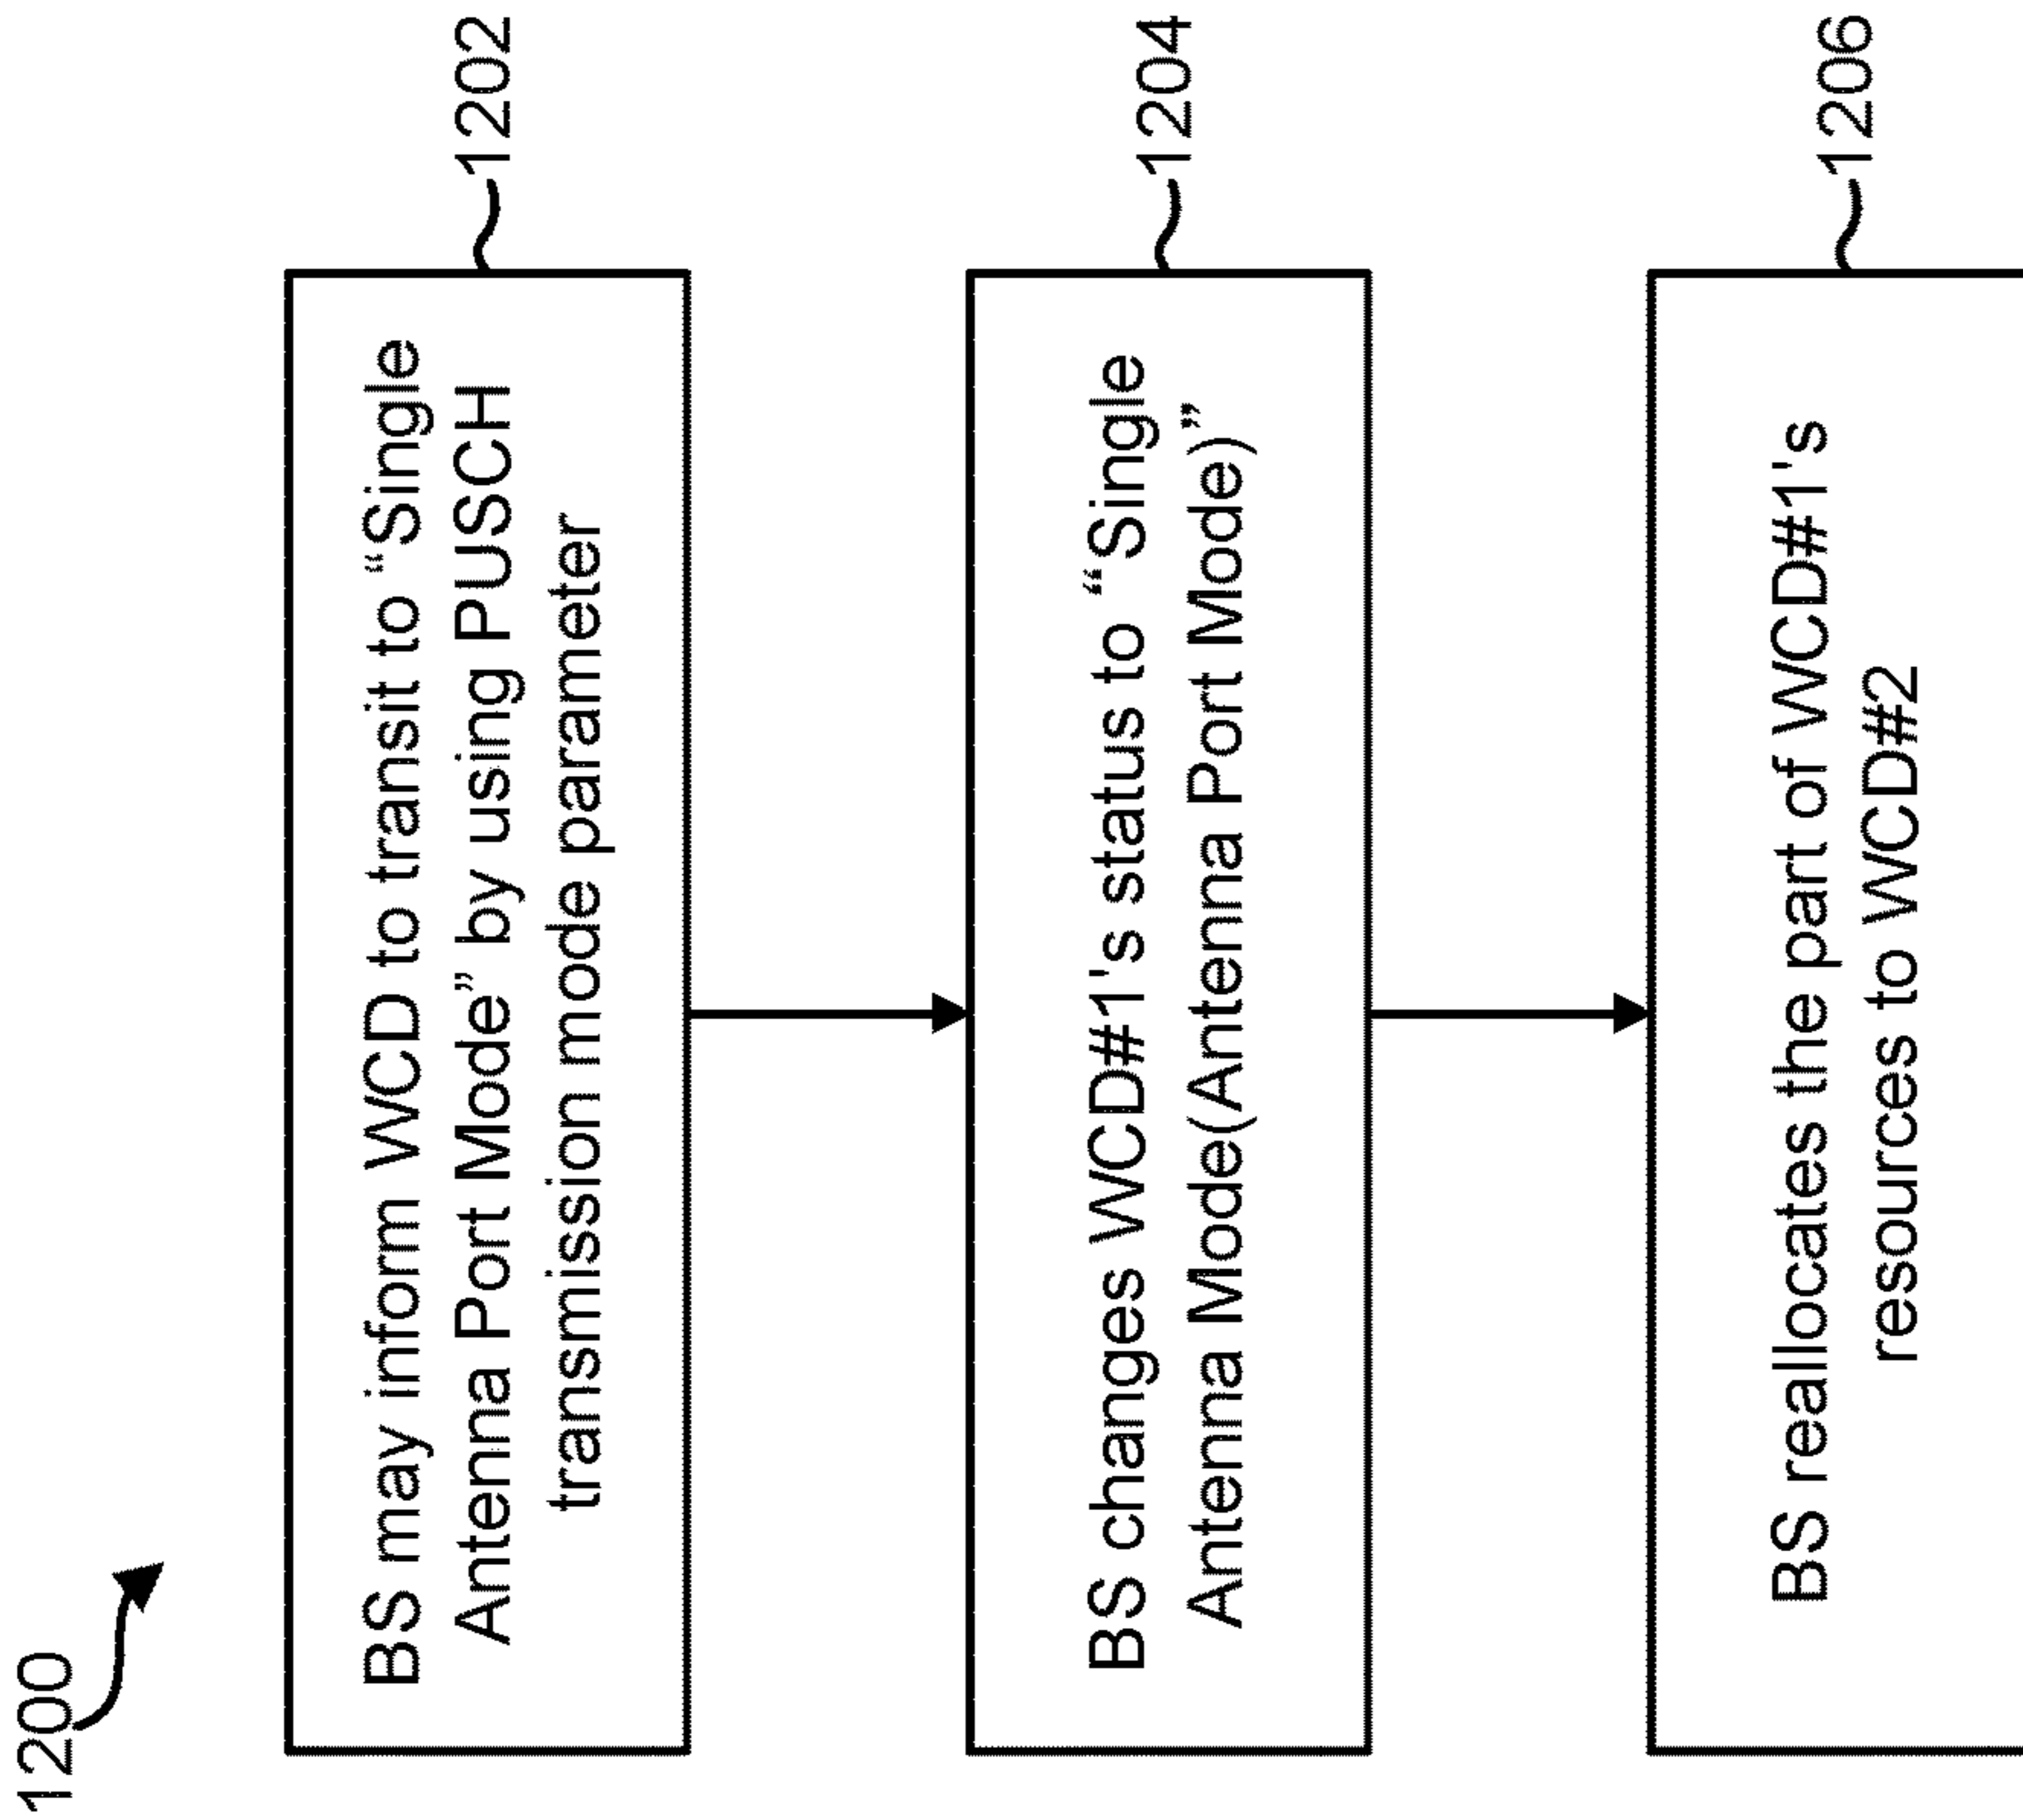 1200
BS may inform WCD to transit to “Single
Antenna Port Mode” by using PUSCH
transmission mode parameter
1202
BS changes WCD#1's status to “Single
Antenna Mode(Antenna Port Mode)”
1204
BS reallocates the part of WCD#1's
resources to WCD#2
1206